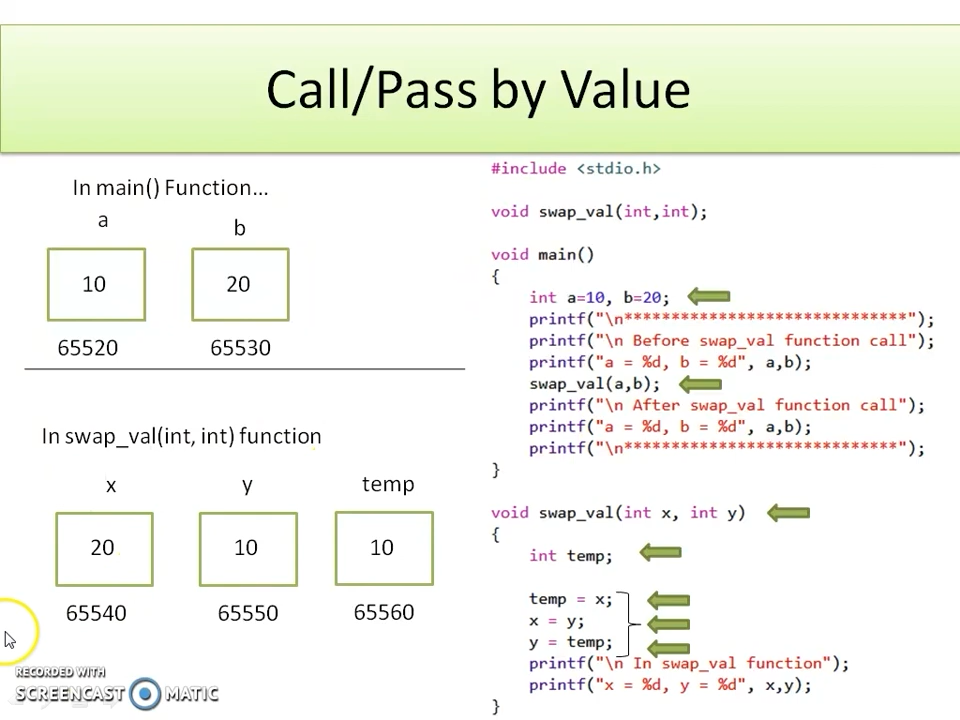 Call/Pass by Value
In main() Function...
a
b
10
20
65520
65530
In swap_val(int, int) function
x
y
temp
20
10
10
65540
65550
65560
#include <stdio.h>
void swap_val(int,int);
void main()
{
int a=10, b=20;
printf("\n******************************");
printf("\n Before swap_val function call");
printf("a = %d, b = %d", a,b);
swap_val(a,b);
printf("\n After swap_val function call");
printf("a = %d, b = %d", a,b);
printf("\n*****************************");
}
void swap_val(int x, int y)
{
int temp;
temp = x;
x = y;
y = temp;
printf("\n In swap_val function");
printf("x = %d, y = %d", x,y);
}
RECORDED WITH
SCREENCAST MATIC